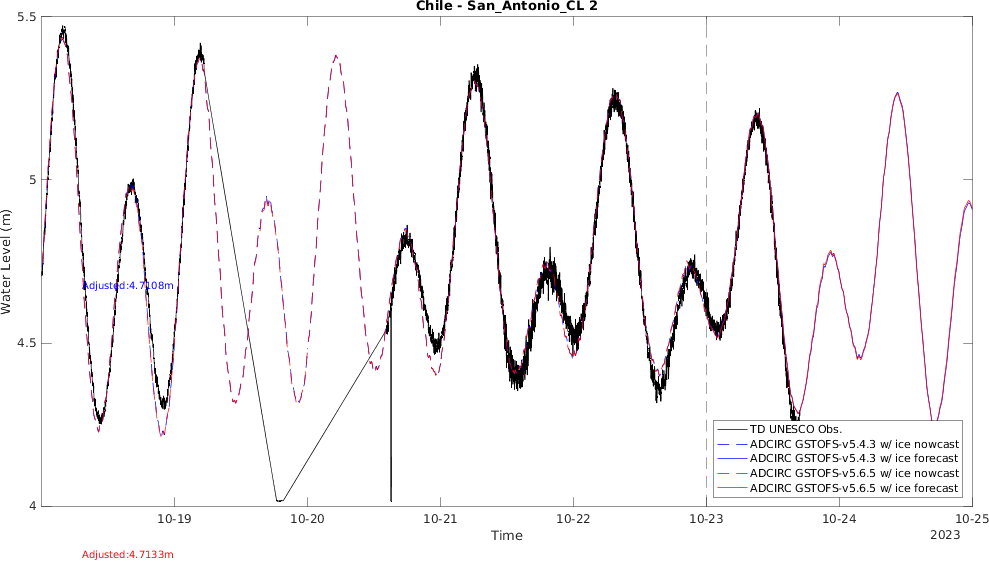 Chile - San_Antonio_CL 2
5.5
5
4.5
4
Water Level (m)
Adjusted:4.7108m
TD UNESCO Obs.
ADCIRC GSTOFS-v5.4.3 w/ ice nowcast
ADCIRC GSTOFS-v5.4.3 w/ ice forecast
ADCIRC GSTOFS-v5.6.5 w/ ice nowcast
ADCIRC GSTOFS-v5.6.5 w/ ice forecast
10-19 10-20 10-21 10-22 10-23 10-24 10-25
Time
2023
Adjusted:4.7133m